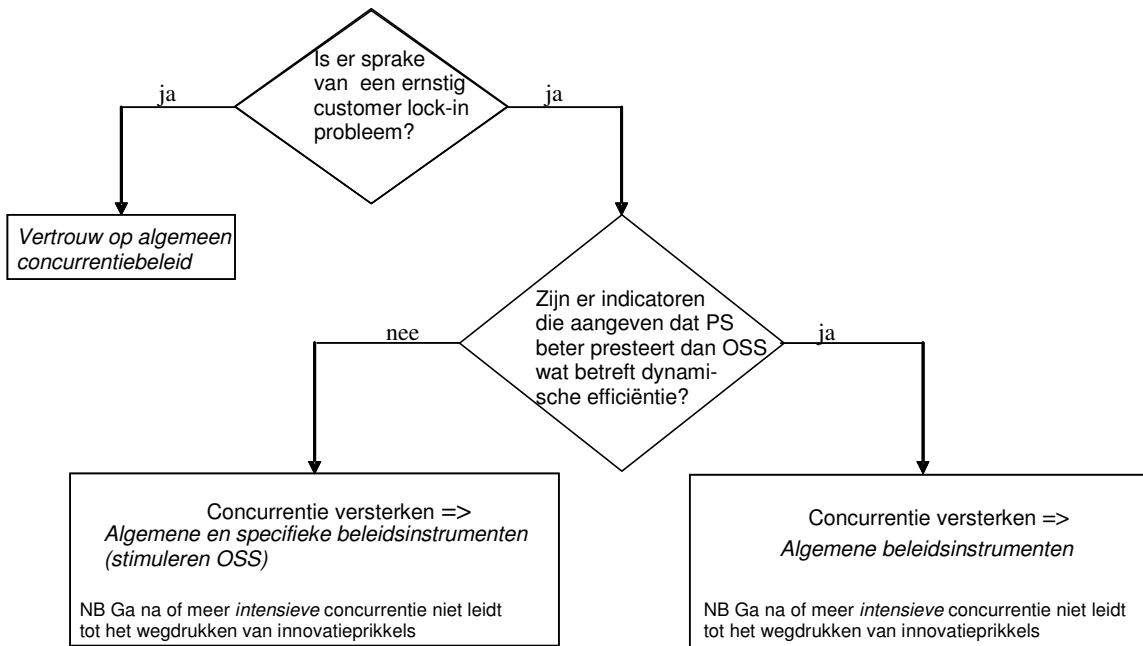 Is er sprake
van een ernstig
customer lock-in
probleem?
ja
ja
Vertrouw op algemeen
concurrentiebeleid
Zijn er indicatoren
die aangeven dat PS
beter presteert dan OSS
wat betreft dynami-
sche efficiëntie?
nee
ja
Concurrentie versterken =>
Algemene en specifieke beleidsinstrumenten
(stimuleren OSS)
NB Ga na of meer intensieve concurrentie niet leidt
tot het wegdrukken van innovatieprikkels
Concurrentie versterken =>
Algemene beleidsinstrumenten
NB Ga na of meer intensieve concurrentie niet leidt
tot het wegdrukken van innovatieprikkels